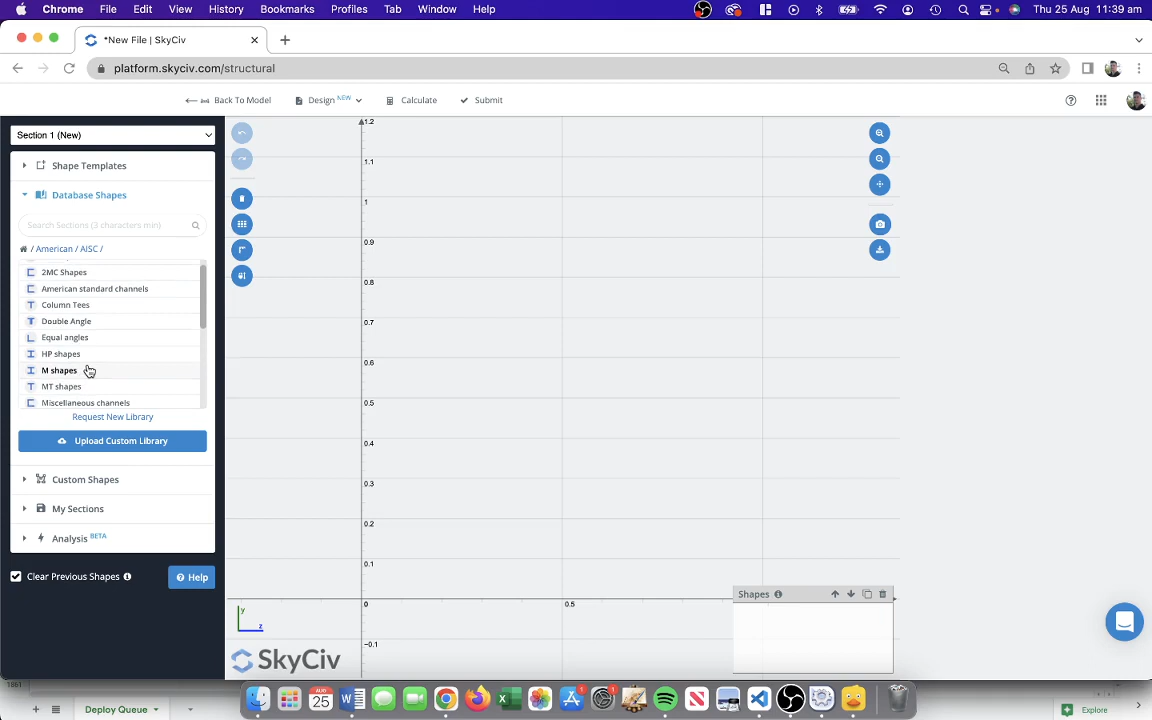 Chrome File Edit View History Bookmarks Profiles Tab Window Help Thu 25 Aug 11:39 am
*New File | SkyCiv
platform.skyciv.com/structural
Back To Model Design NEW Calculate Submit
Section 1 (New)
Shape Templates
Database Shapes
Search Sections (3 characters min)
/ American / AISC /
2MC Shapes
American standard channels
Column Tees
Double Angle
Equal angles
HP shapes
M shapes
MT shapes
Miscellaneous channels
Request New Library
Upload Custom Library
Custom Shapes
My Sections
Analysis BETA
Clear Previous Shapes
Help
1.2
1.1
1
0.9
0.8
0.7
0.6
0.5
0.4
0.3
0.2
0.1
0 0.5
-0.1
y
z
SkyCiv
Shapes
AUG
25
1
1
1861
Deploy Queue
Explore